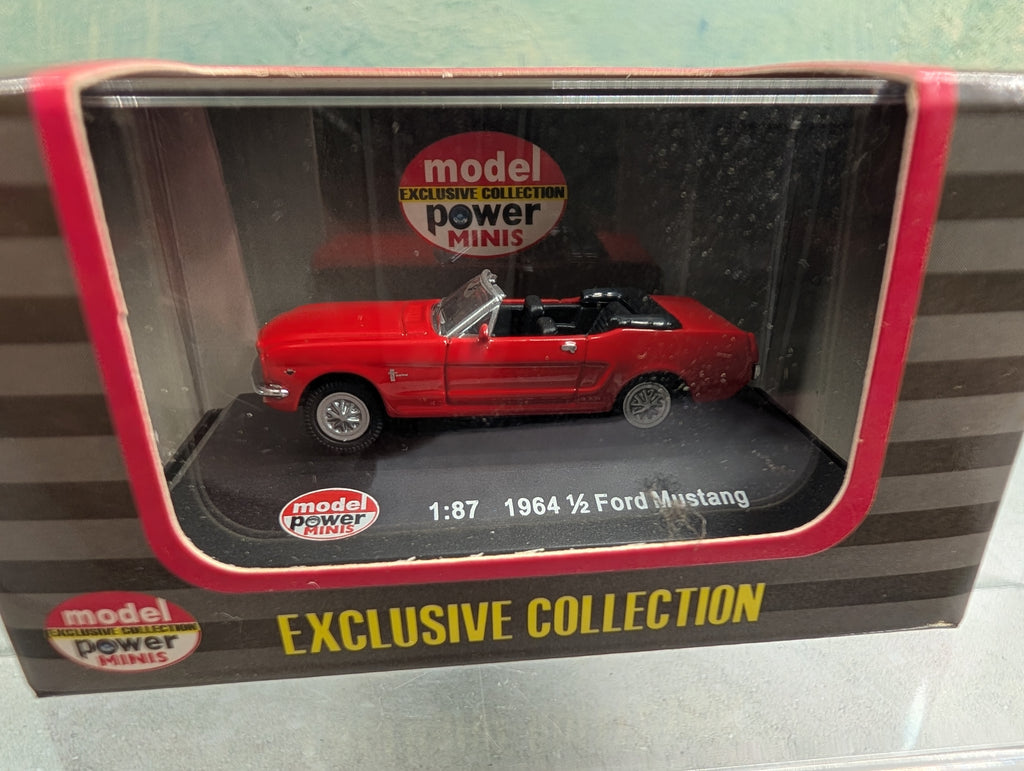 model
EXCLUSIVE COLLECTION
power
MINIS
model
power
MINIS
1:87 1964 ½ Ford Mustang
EXCLUSIVE COLLECTION
model
EXCLUSIVE COLLECTION
power
MINIS